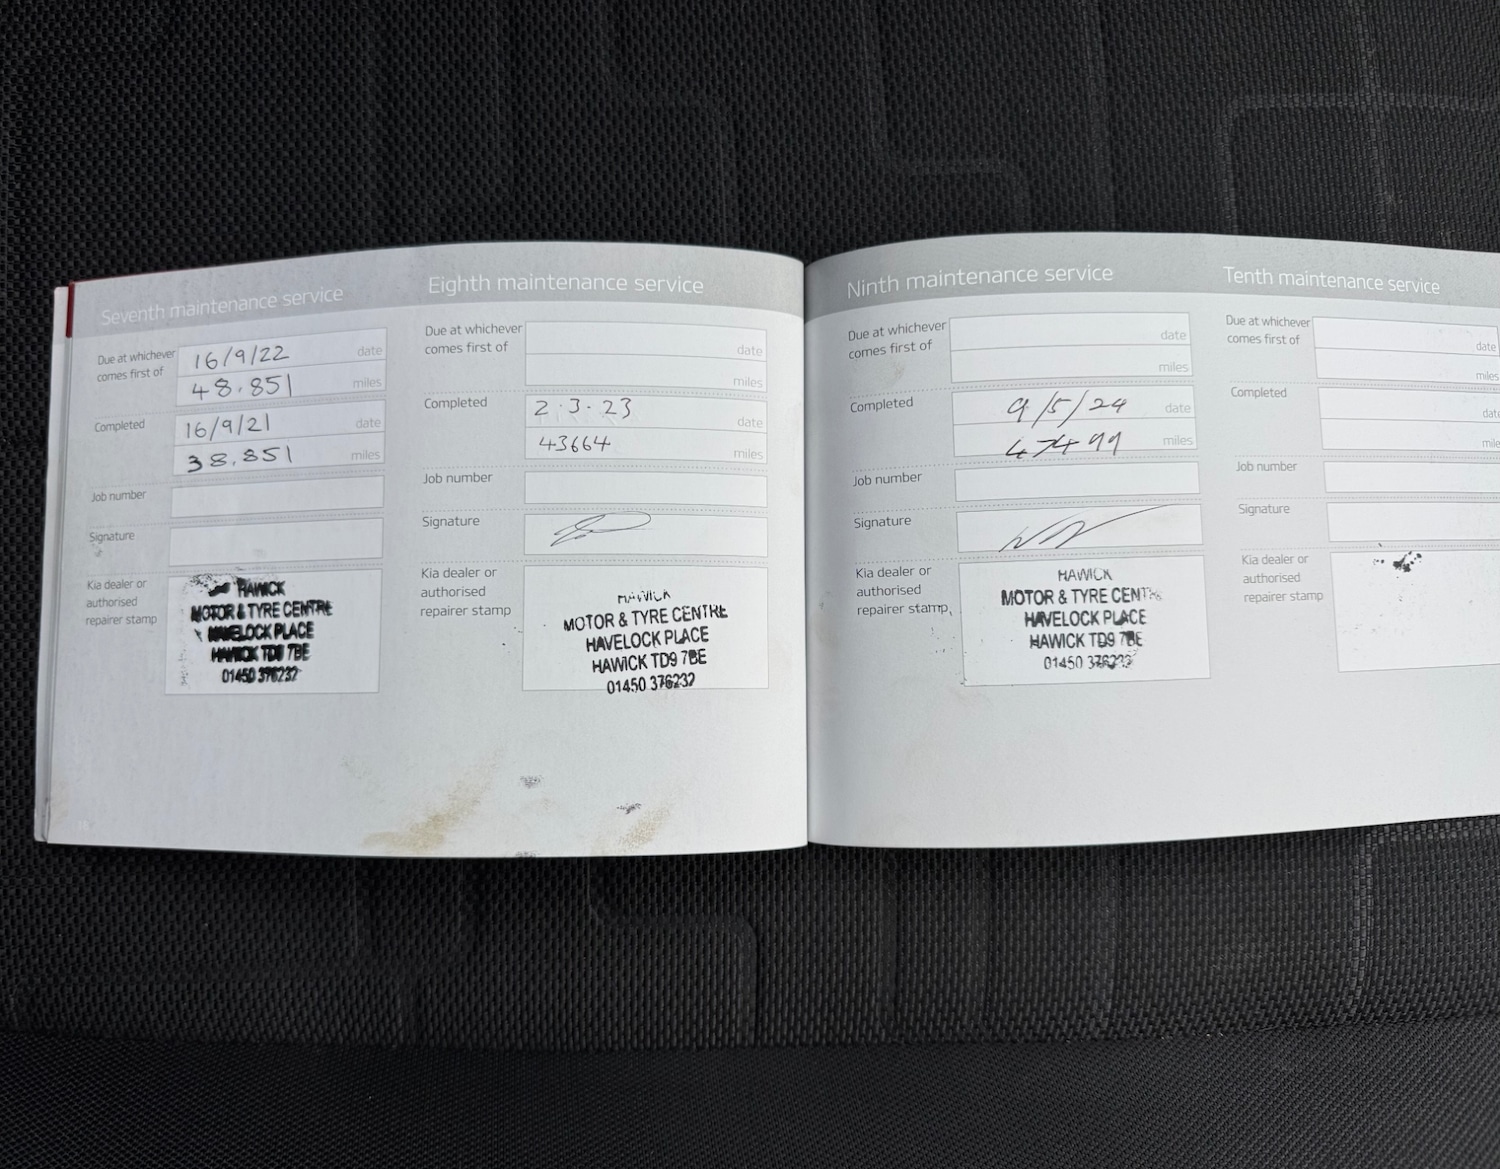 Seventh maintenance service
Due at whichever
comes first of
16/9/22 date
48.851 miles
Completed
16/9/21 date
38.851 miles
Job number
Signature
Kia dealer or
authorised
repairer stamp
HAWICK
MOTOR & TYRE CENTRE
HAVELOCK PLACE
HAWICK TD9 7BE
01450 376232
Eighth maintenance service
Due at whichever
comes first of
date
miles
Completed
2.3.23
date
43664
miles
Job number
Signature
Kia dealer or
authorised
repairer stamp
HAWICK
MOTOR & TYRE CENTRE
HAVELOCK PLACE
HAWICK TD9 7BE
01450 376232
Ninth maintenance service
Due at whichever
comes first of
date
miles
Completed
9/5/24 date
47499 miles
Job number
Signature
Kia dealer or
authorised
repairer stamp
HAWICK
MOTOR & TYRE CENTRE
HAVELOCK PLACE
HAWICK TD9 7BE
01450 376232
Tenth maintenance service
Due at whichever
comes first of
date
miles
Completed
date
mile
Job number
Signature
Kia dealer or
authorised
repairer stamp